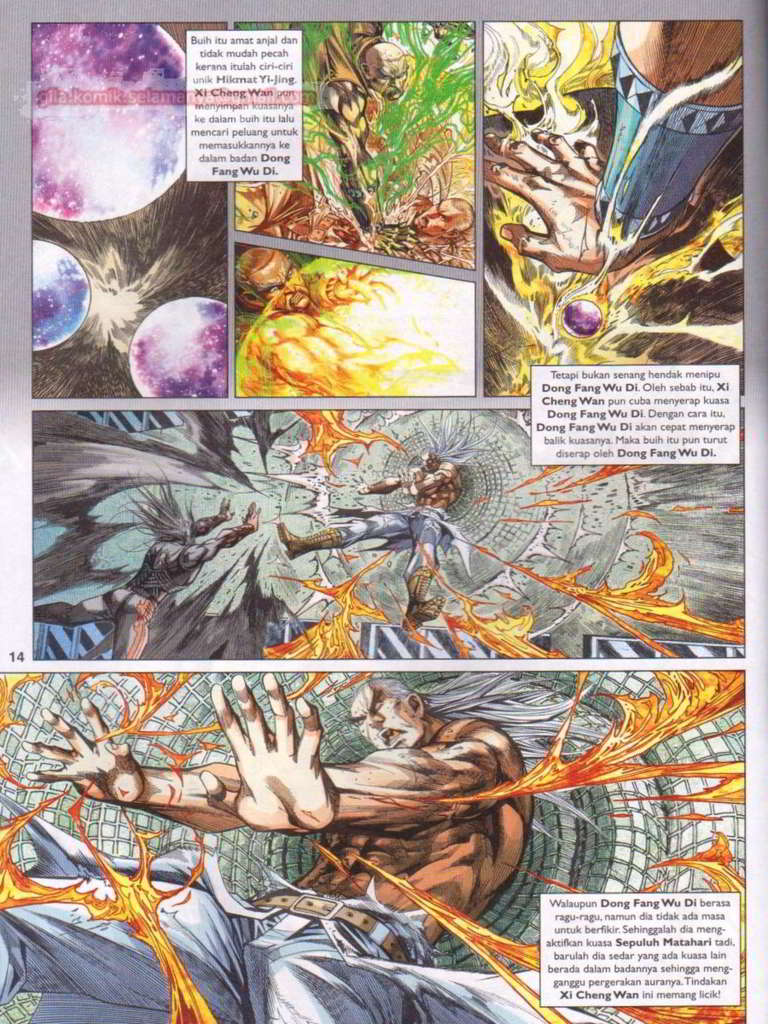 Buih itu amat anjal dan
tidak mudah pecah
kerana itulah ciri-ciri
unik Hikmat Yi-Jing.
Xi Cheng Wan pun
menyimpan kuasanya
ke dalam buih itu lalu
mencari peluang untuk
memasukkannya ke
dalam badan Dong
Fang Wu Di.
Tetapi bukan senang hendak menipu
Dong Fang Wu Di. Oleh sebab itu, Xi
Cheng Wan pun cuba menyerap kuasa
Dong Fang Wu Di. Dengan cara itu,
Dong Fang Wu Di akan cepat menyerap
balik kuasanya. Maka buih itu pun turut
diserap oleh Dong Fang Wu Di.
14
Walaupun Dong Fang Wu Di berasa
ragu-ragu, namun dia tidak ada masa
untuk berfikir. Sehinggalah dia meng-
aktifkan kuasa Sepuluh Matahari tadi,
barulah dia sedar yang ada kuasa lain
berada dalam badannya sehingga meng-
ganggu pergerakan auranya. Tindakan
Xi Cheng Wan ini memang licik!